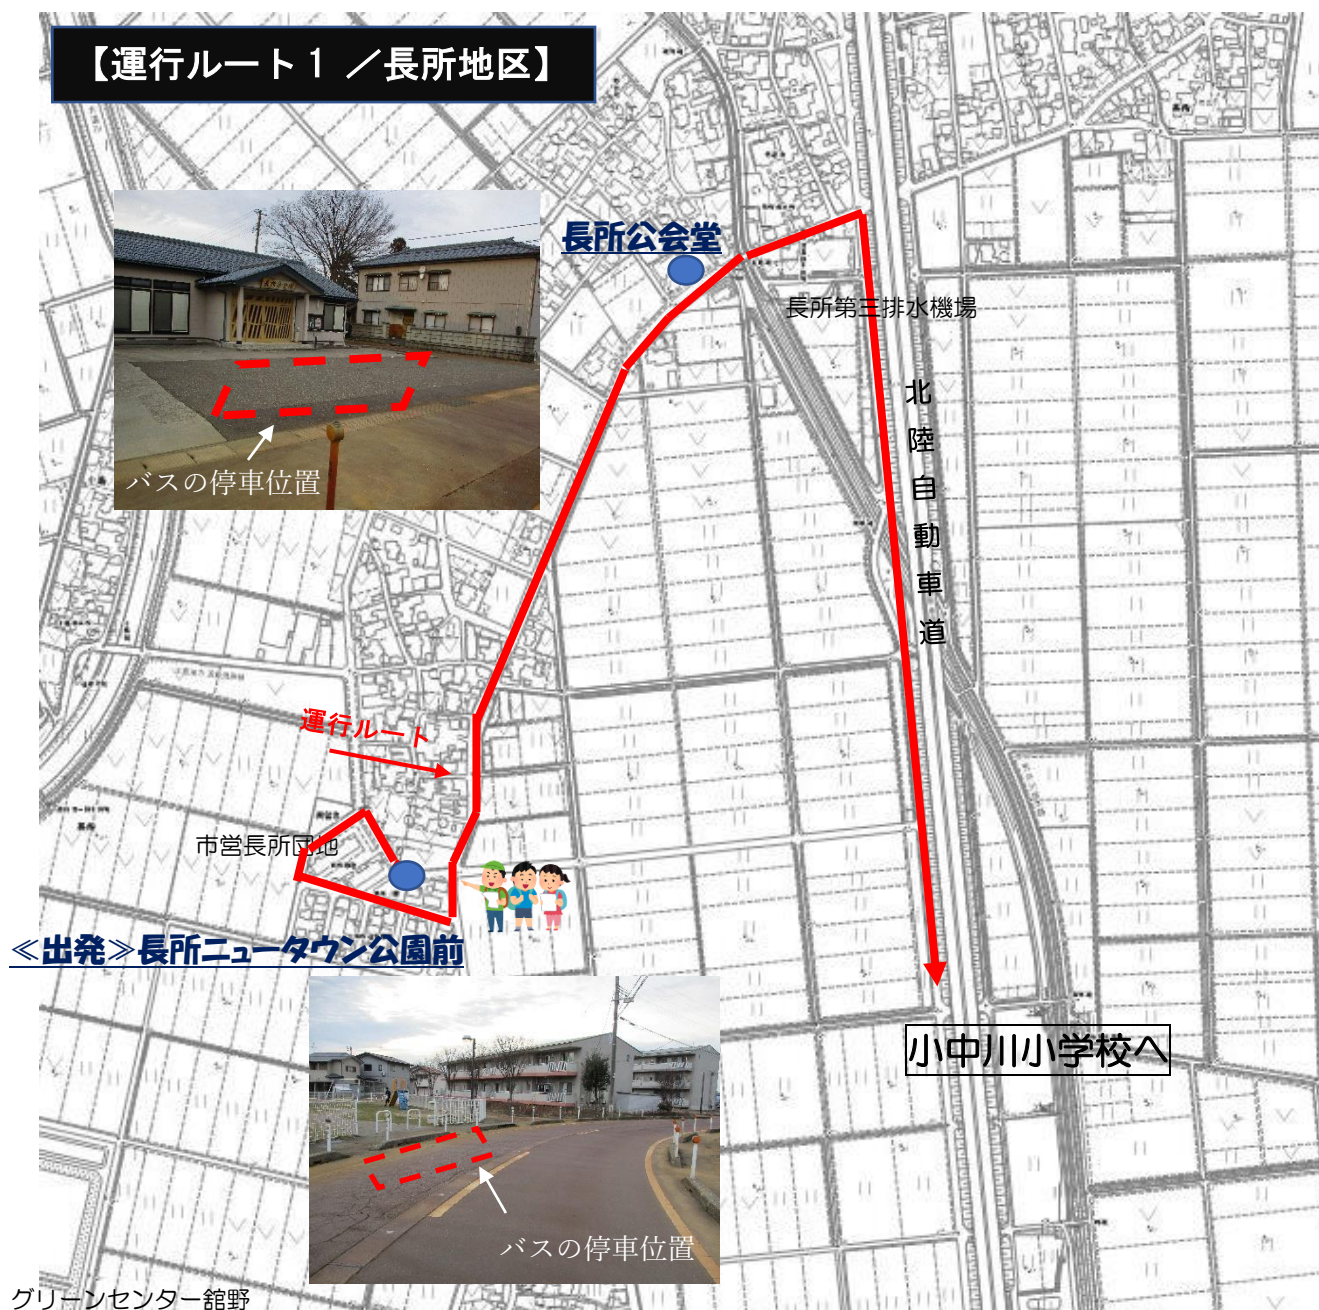 【運行ルート１ ／長所地区】
長所公会堂
長所第三排水機場
北陸自動車道
バスの停車位置
運行ルート
市営長所団地
≪出発≫長所ニュータウン公園前
小中川小学校へ
バスの停車位置
グリーンセンター舘野